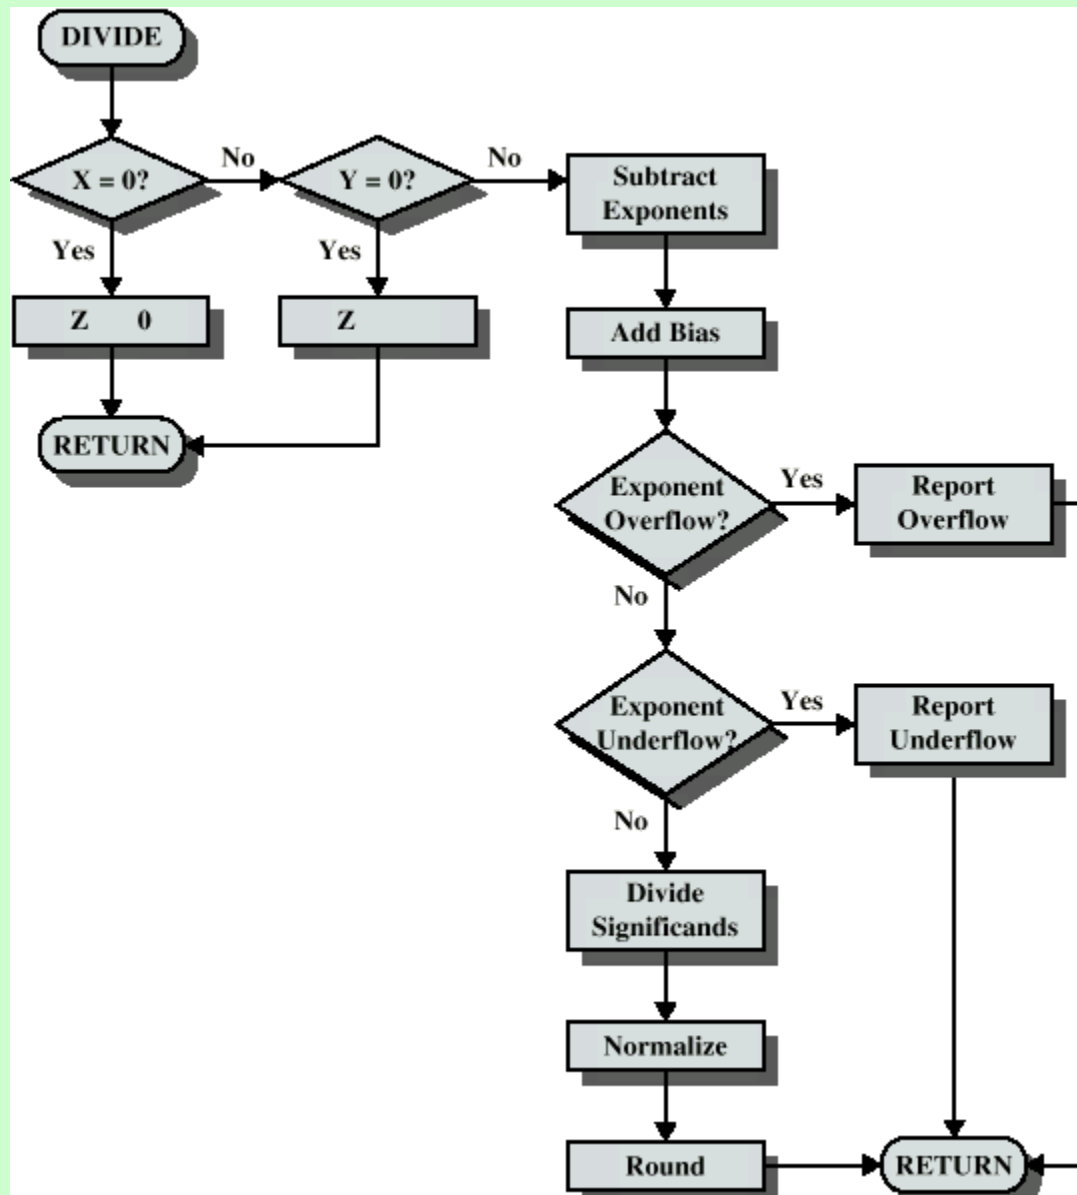 DIVIDE
X = 0?
No
Y = 0?
No
Subtract
Exponents
Yes
Yes
Z 0
Z
Add Bias
RETURN
Exponent
Overflow?
Yes
Report
Overflow
No
Exponent
Underflow?
Yes
Report
Underflow
No
Divide
Significands
Normalize
Round
RETURN